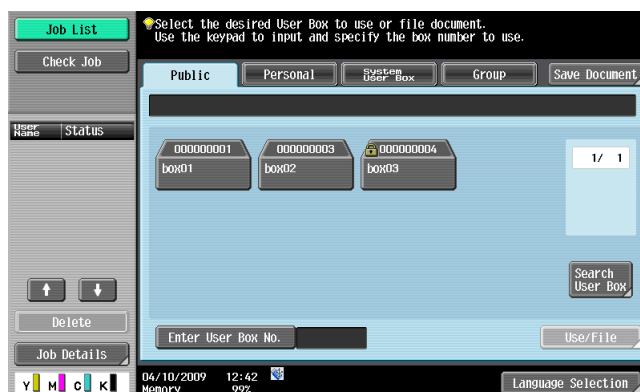 Job List
Check Job
Select the desired User Box to use or file document.
Use the keypad to input and specify the box number to use.
Public
Personal
System
User Box
Group
Save Document
User
Name
Status
000000001
box01
000000003
box02
000000004
box03
1/ 1
Search
User Box
Delete
Enter User Box No.
Use/File
Job Details
Y M C K
04/10/2009 12:42
Memory 99%
Language Selection